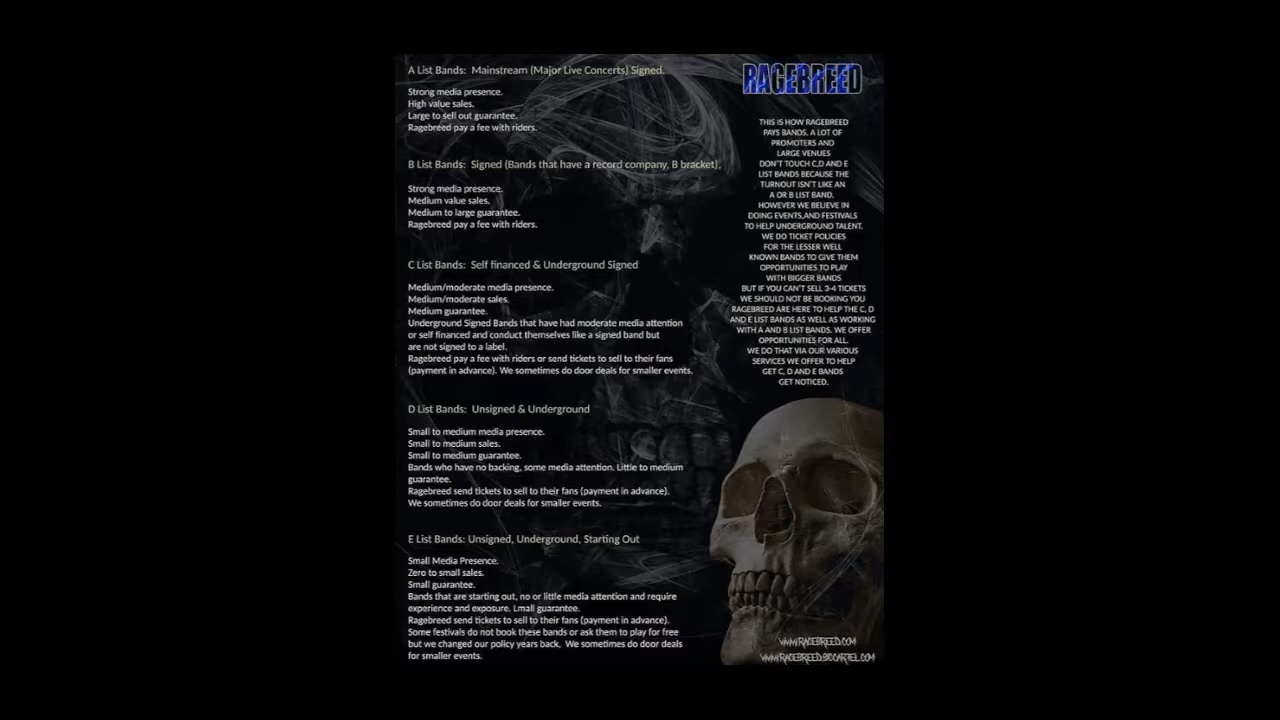 A List Bands: Mainstream (Major Live Concerts) Signed.
Strong media presence.
High value sales.
Large to sell out guarantee.
Ragebreed pay a fee with riders.
B List Bands: Signed (Bands that have a record company, B bracket),
Strong media presence.
Medium value sales.
Medium to large guarantee.
Ragebreed pay a fee with riders.
C List Bands: Self financed & Underground Signed
Medium/moderate media presence.
Medium/moderate sales.
Medium guarantee.
Underground Signed Bands that have had moderate media attention
or self financed and conduct themselves like a signed band but
are not signed to a label.
Ragebreed pay a fee with riders or send tickets to sell to their fans
(payment in advance). We sometimes do door deals for smaller events.
D List Bands: Unsigned & Underground
Small to medium media presence.
Small to medium sales.
Small to medium guarantee.
Bands who have no backing, some media attention. Little to medium
guarantee.
Ragebreed send tickets to sell to their fans (payment in advance).
We sometimes do door deals for smaller events.
E List Bands: Unsigned, Underground, Starting Out
Small Media Presence.
Zero to small sales.
Small guarantee.
Bands that are starting out, no or little media attention and require
experience and exposure. Lmall guarantee.
Ragebreed send tickets to sell to their fans (payment in advance).
Some festivals do not book these bands or ask them to play for free
but we changed our policy years back, We sometimes do door deals
for smaller events.
RAGEBREED
THIS IS HOW RAGEBREED
PAYS BANDS. A LOT OF
PROMOTERS AND
LARGE VENUES
DON'T TOUCH C,D AND E
LIST BANDS BECAUSE THE
TURNOUT ISN'T LIKE AN
A OR B LIST BAND.
HOWEVER WE BELIEVE IN
DOING EVENTS,AND FESTIVALS
TO HELP UNDERGROUND TALENT.
WE DO TICKET POLICIES
FOR THE LESSER WELL
KNOWN BANDS TO GIVE THEM
OPPORTUNITIES TO PLAY
WITH BIGGER BANDS
BUT IF YOU CAN'T SELL 3-4 TICKETS
WE SHOULD NOT BE BOOKING YOU
RAGEBREED ARE HERE TO HELP THE C, D
AND E LIST BANDS AS WELL AS WORKING
WITH A AND B LIST BANDS. WE OFFER
OPPORTUNITIES FOR ALL.
WE DO THAT VIA OUR VARIOUS
SERVICES WE OFFER TO HELP
GET C, D AND E BANDS
GET NOTICED.
WWW.RAGEBREED.COM
WWW.RAGEBREED.BIGCARTEL.COM